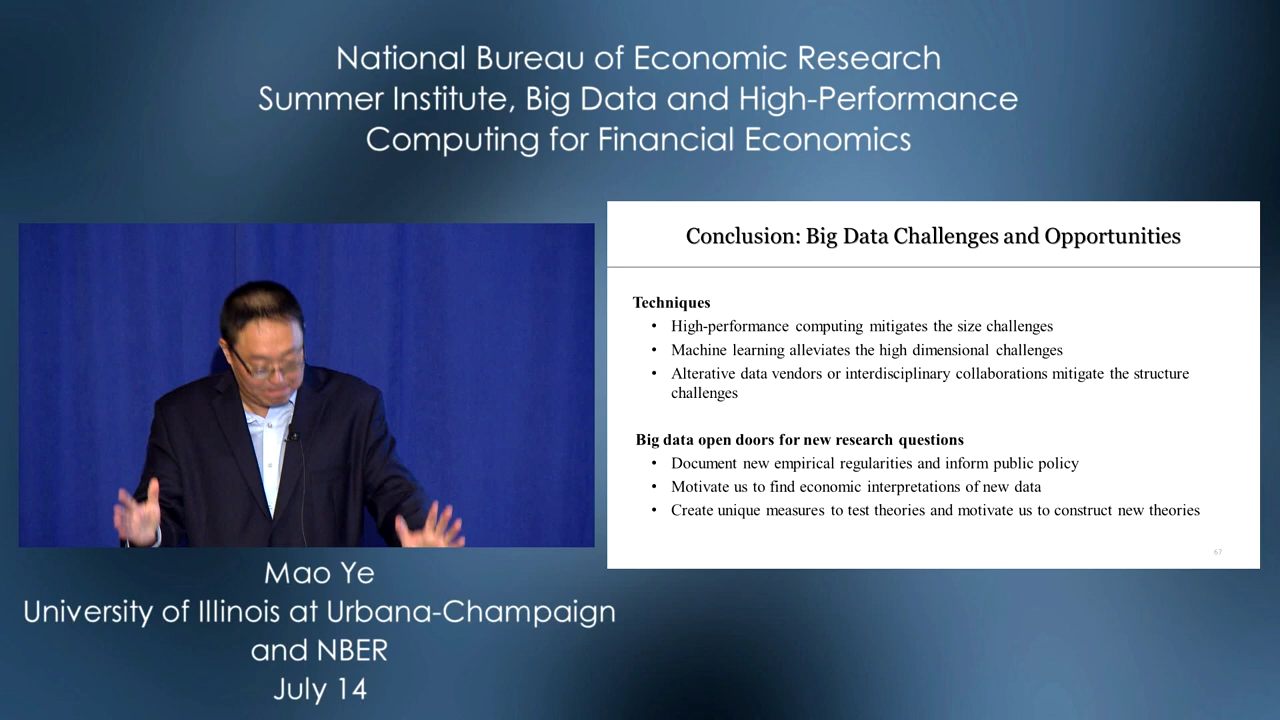 National Bureau of Economic Research
Summer Institute, Big Data and High-Performance
Computing for Financial Economics
Conclusion: Big Data Challenges and Opportunities
Techniques
• High-performance computing mitigates the size challenges
• Machine learning alleviates the high dimensional challenges
• Alterative data vendors or interdisciplinary collaborations mitigate the structure
challenges
Big data open doors for new research questions
• Document new empirical regularities and inform public policy
• Motivate us to find economic interpretations of new data
• Create unique measures to test theories and motivate us to construct new theories
67
Mao Ye
University of Illinois at Urbana-Champaign
and NBER
July 14